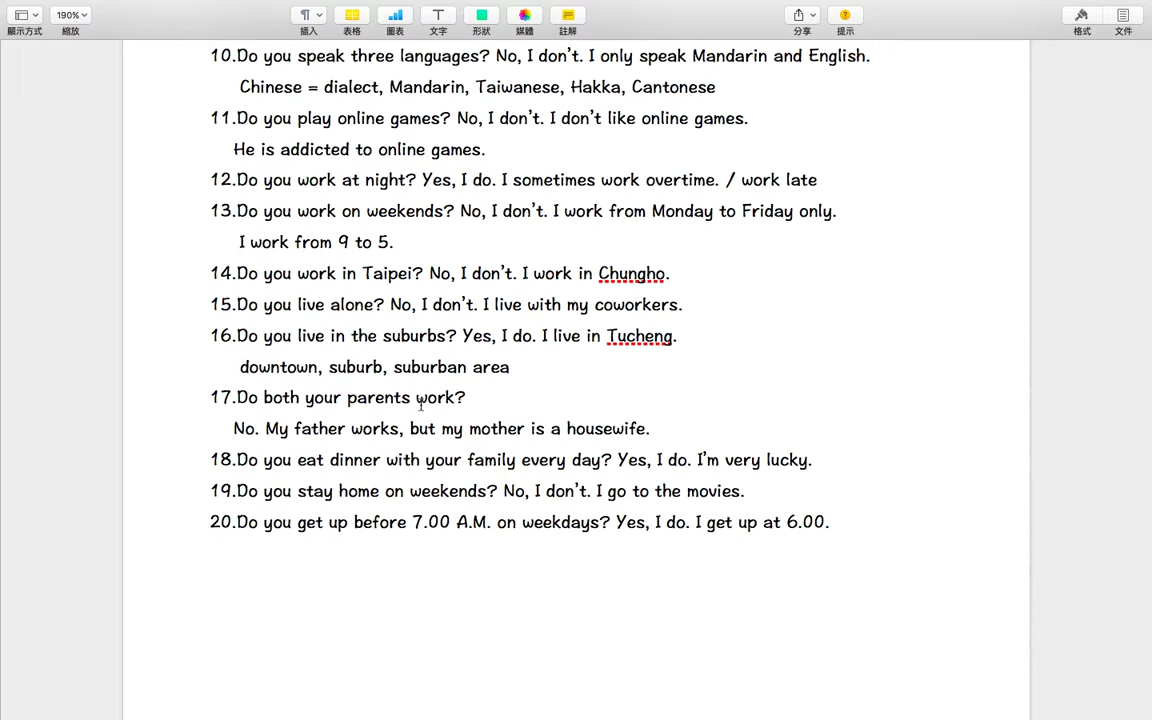 190%
顯示方式
縮放
插入
表格
圖表
文字
形狀
媒體
註解
分享
提示
格式
文件
10.Do you speak three languages? No, I don't. I only speak Mandarin and English.
Chinese = dialect, Mandarin, Taiwanese, Hakka, Cantonese
11.Do you play online games? No, I don't. I don't like online games.
He is addicted to online games.
12.Do you work at night? Yes, I do. I sometimes work overtime. / work late
13.Do you work on weekends? No, I don't. I work from Monday to Friday only.
I work from 9 to 5.
14.Do you work in Taipei? No, I don't. I work in Chungho.
15.Do you live alone? No, I don't. I live with my coworkers.
16.Do you live in the suburbs? Yes, I do. I live in Tucheng.
downtown, suburb, suburban area
17.Do both your parents work?
No. My father works, but my mother is a housewife.
18.Do you eat dinner with your family every day? Yes, I do. I'm very lucky.
19.Do you stay home on weekends? No, I don't. I go to the movies.
20.Do you get up before 7.00 A.M. on weekdays? Yes, I do. I get up at 6.00.